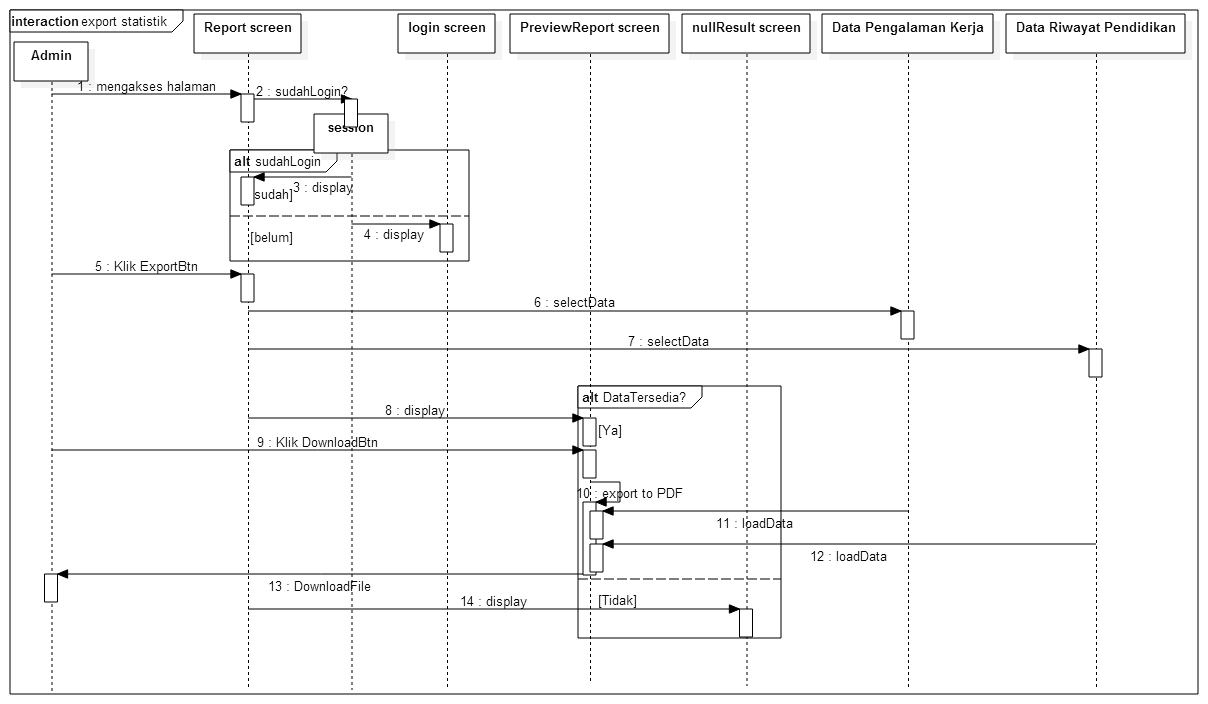 interaction export statistik
Report screen
login screen
PreviewReport screen
nullResult screen
Data Pengalaman Kerja
Data Riwayat Pendidikan
Admin
1 : mengakses halaman
2 : sudahLogin?
session
alt sudahLogin
3 : display
sudah]
4 : display
[belum]
5 : Klik ExportBtn
6 : selectData
7 : selectData
alt DataTersedia?
8 : display
[Ya]
9 : Klik DownloadBtn
10 : export to PDF
11 : loadData
12 : loadData
13 : DownloadFile
14 : display
[Tidak]